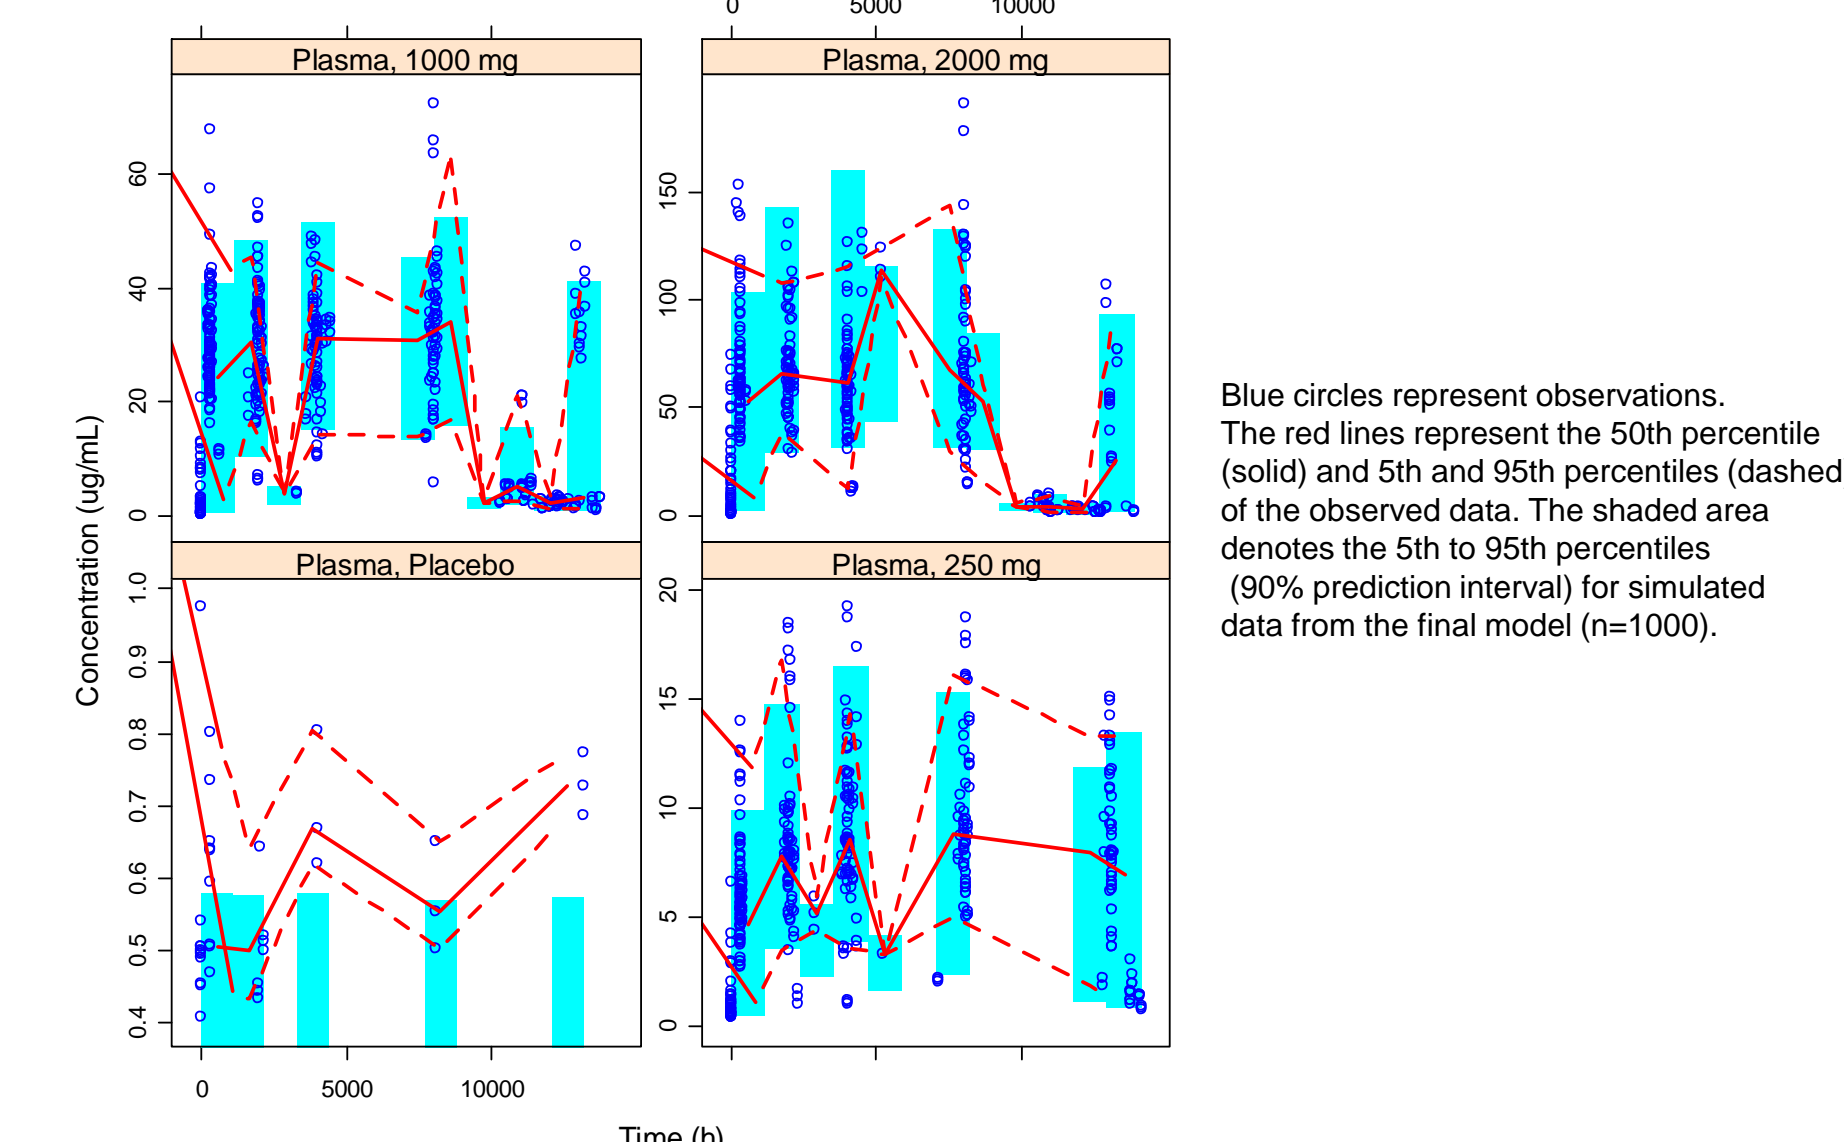 0 5000 10000
Plasma, 1000 mg Plasma, 2000 mg
60
40
20
0
150
100
50
0
Plasma, Placebo Plasma, 250 mg
1.0
0.9
0.8
0.7
0.6
0.5
0.4
20
15
10
5
0
Concentration (ug/mL)
0 5000 10000
Time (h)
Blue circles represent observations.
The red lines represent the 50th percentile
(solid) and 5th and 95th percentiles (dashed
of the observed data. The shaded area
denotes the 5th to 95th percentiles
(90% prediction interval) for simulated
data from the final model (n=1000).